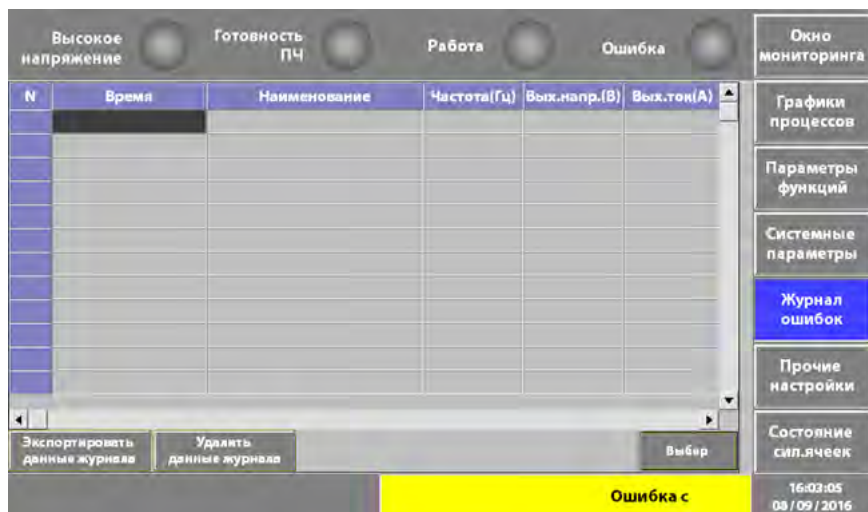 Высокое
напряжение
Готовность
ПЧ
Работа
Ошибка
Окно
мониторинга
N Время Наименование Частота(Гц) Вых.напр.(В) Вых.ток(А)
Графики
процессов
Параметры
функций
Системные
параметры
Журнал
ошибок
Прочие
настройки
Состояние
сил.ячеек
Экспортировать
данные журнала
Удалить
данные журнала
Выбор
Ошибка с
16:03:05
08/09/2016